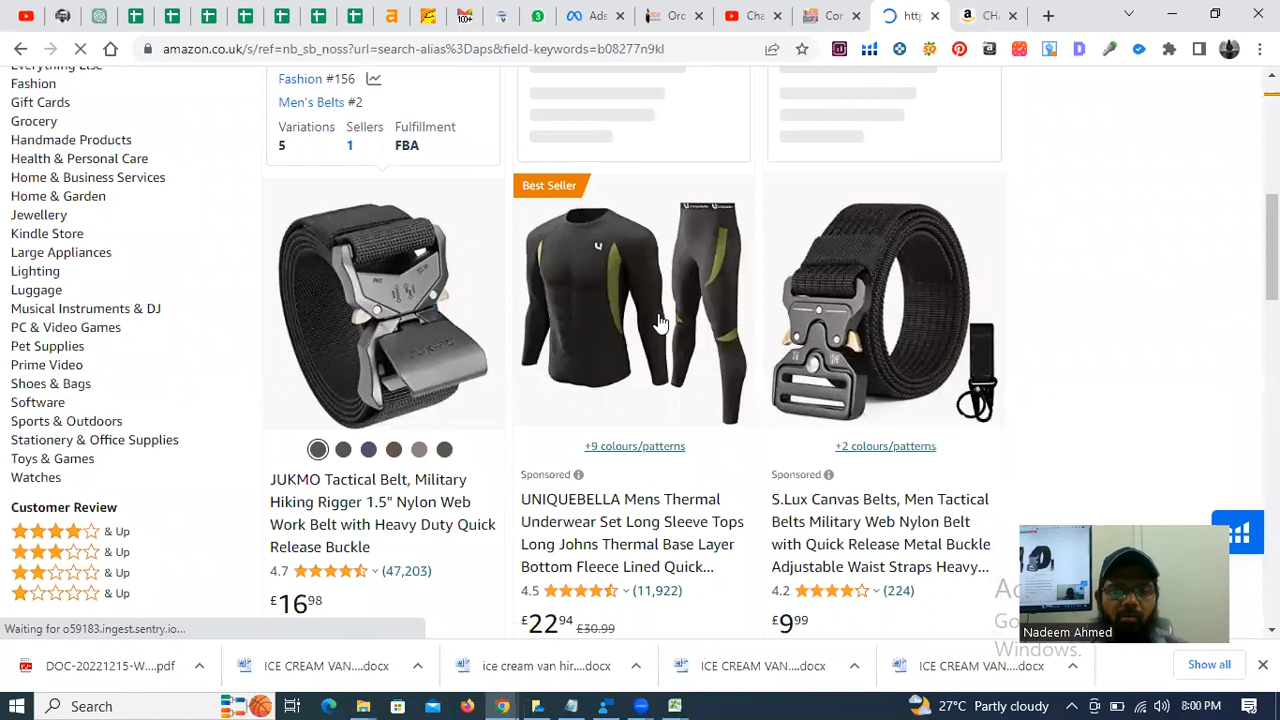 100+
Meta
Orc
Cha
Con
http
CHA
amazon.co.uk/s/ref=nb_sb_noss?url=search-alias%3Daps&field-keywords=b08277n9kl
Everything Else
Fashion
Gift Cards
Grocery
Handmade Products
Health & Personal Care
Home & Business Services
Home & Garden
Jewellery
Kindle Store
Large Appliances
Lighting
Luggage
Musical Instruments & DJ
PC & Video Games
Pet Supplies
Prime Video
Shoes & Bags
Software
Sports & Outdoors
Stationery & Office Supplies
Toys & Games
Watches
Customer Review
& Up
& Up
& Up
& Up
Fashion #156
Men's Belts #2
Variations Sellers Fulfillment
5 1 FBA
JUKMO Tactical Belt, Military
Hiking Rigger 1.5" Nylon Web
Work Belt with Heavy Duty Quick
Release Buckle
4.7 (47,203)
£16 98
Best Seller
+9 colours/patterns
Sponsored
UNIQUEBELLA Mens Thermal
Underwear Set Long Sleeve Tops
Long Johns Thermal Base Layer
Bottom Fleece Lined Quick...
4.5 (11,922)
£22 94 £30.99
+2 colours/patterns
Sponsored
S.Lux Canvas Belts, Men Tactical
Belts Military Web Nylon Belt
with Quick Release Metal Buckle
Adjustable Waist Straps Heavy...
4.2 (224)
£9 99
Nadeem Ahmed
Windows.
Waiting for o59183.ingest.sentry.io...
DOC-20221215-W....pdf
ICE CREAM VAN....docx
ice cream van hir....docx
ICE CREAM VAN....docx
ICE CREAM VAN....docx
Show all
Search
27°C Partly cloudy
8:00 PM